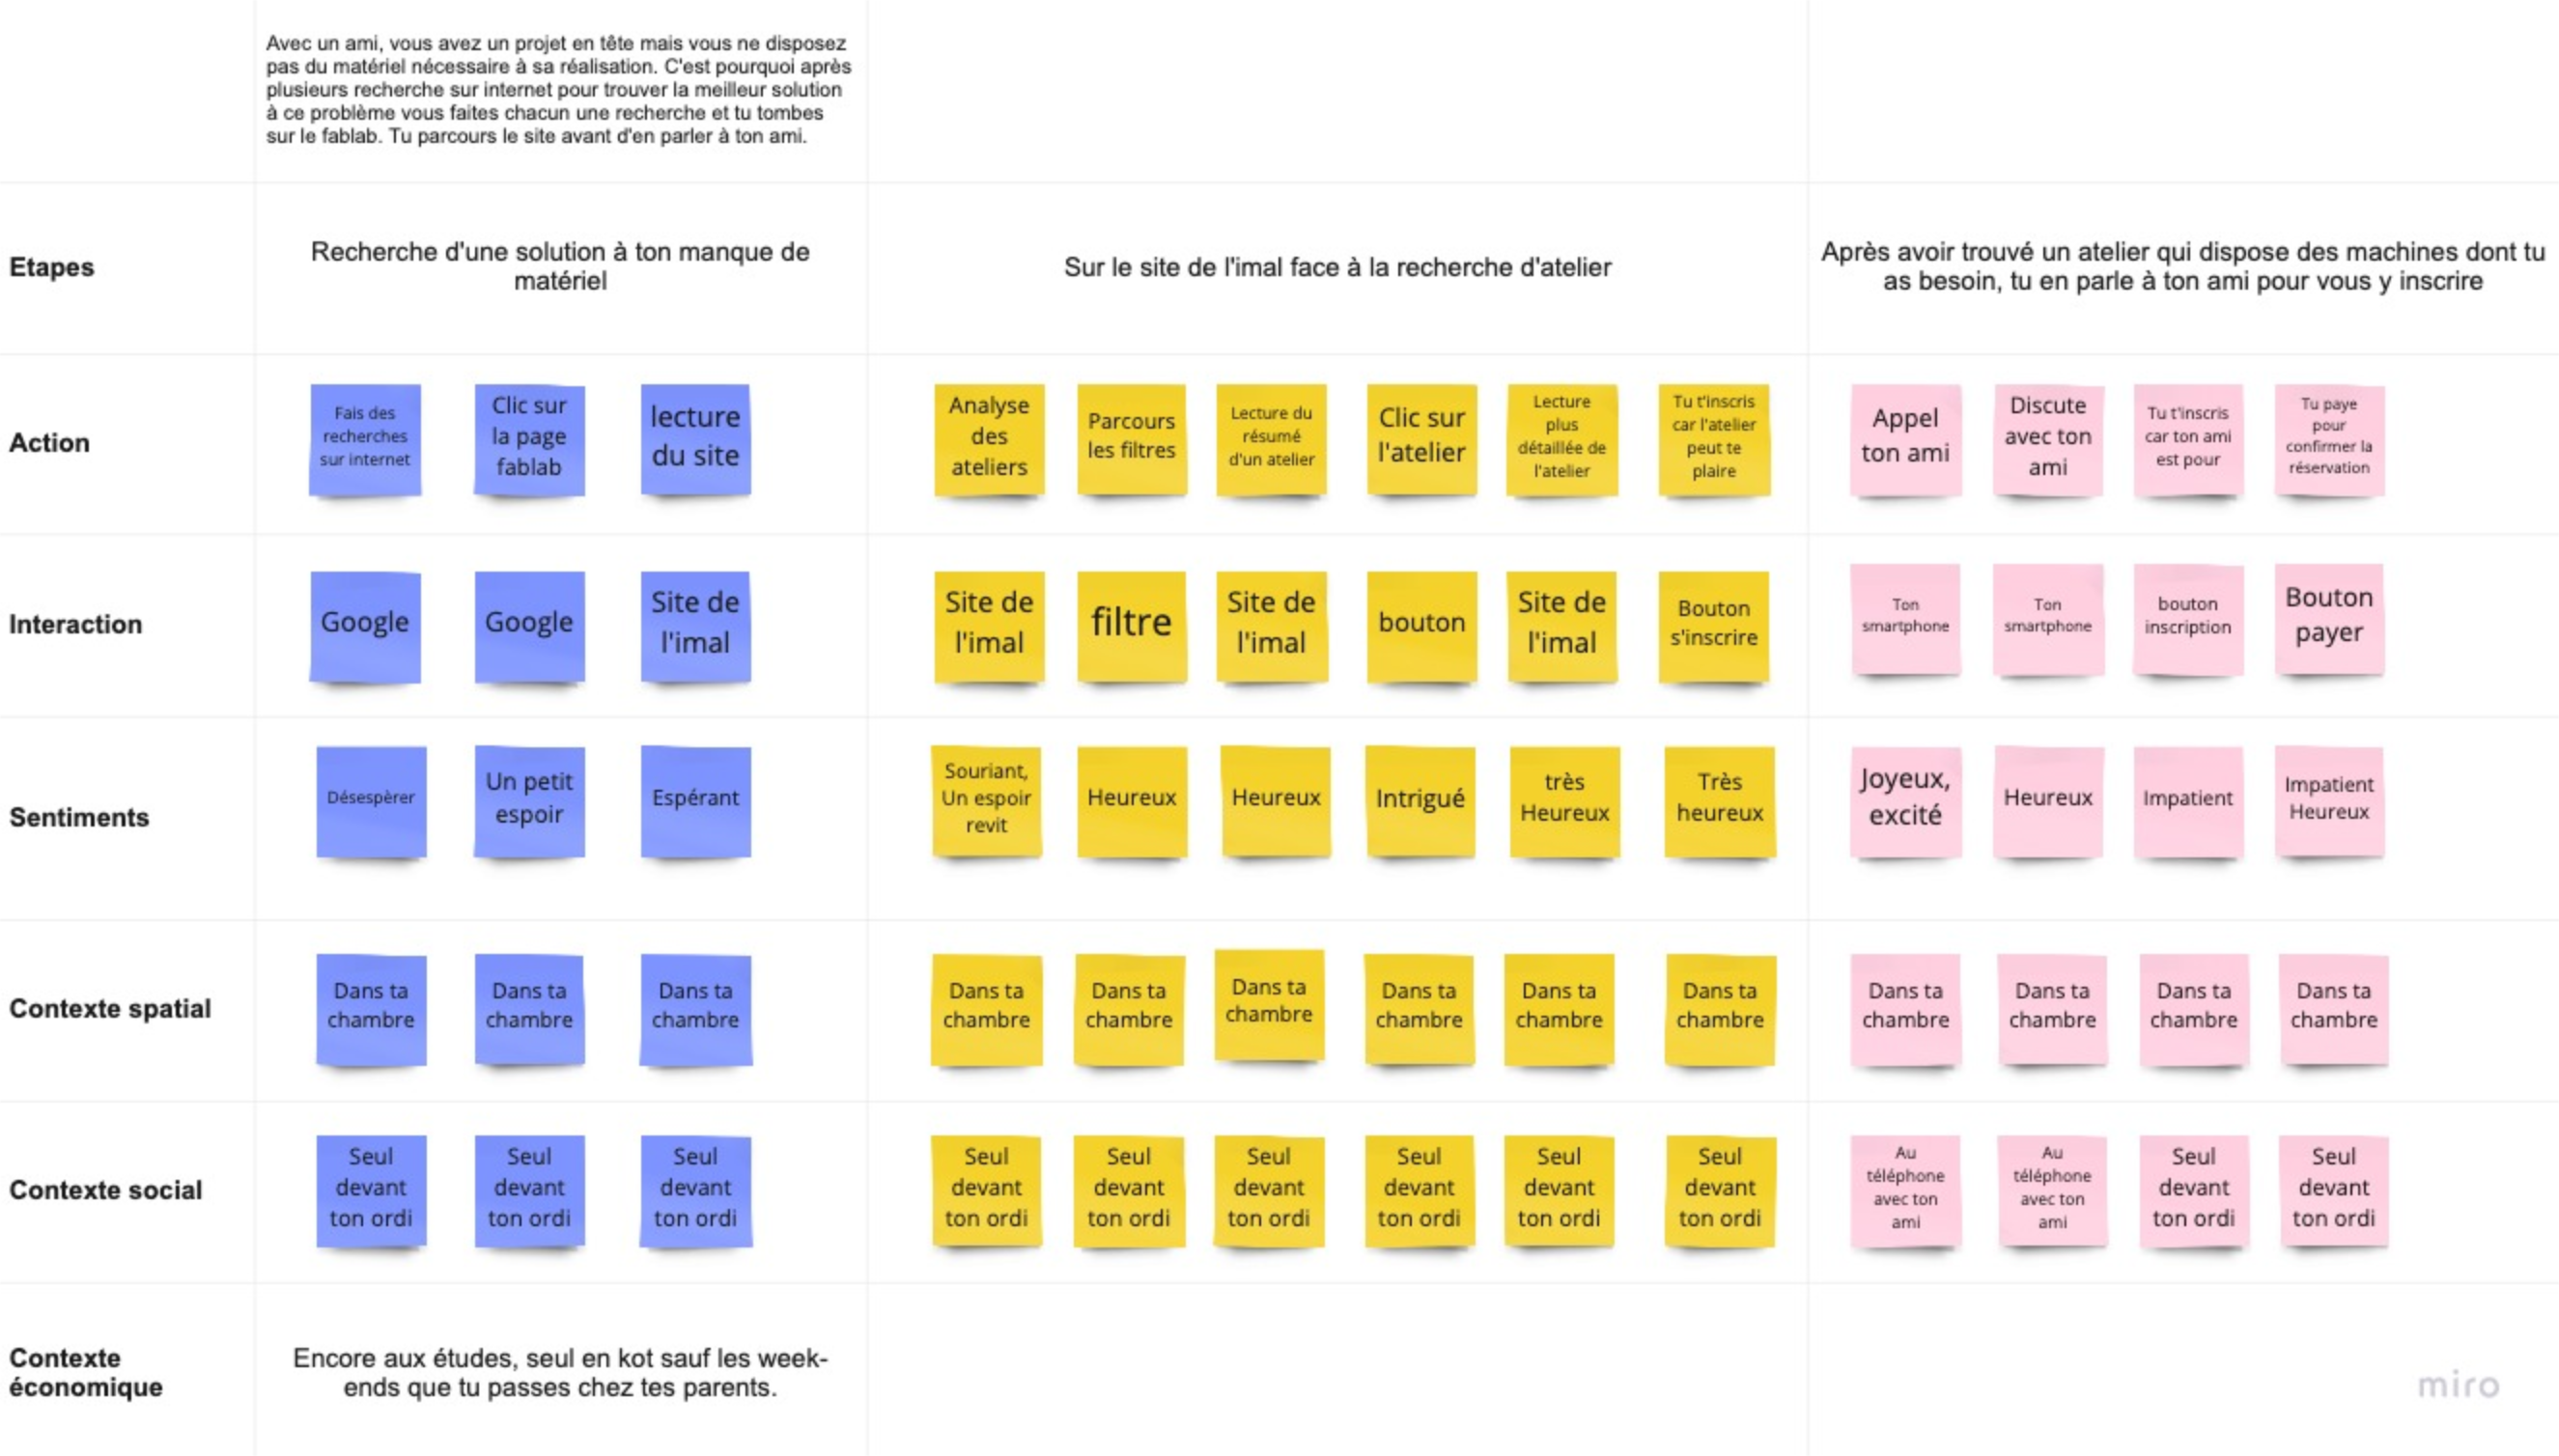 Avec un ami, vous avez un projet en tête mais vous ne disposez
pas du matériel nécessaire à sa réalisation. C'est pourquoi après
plusieurs recherche sur internet pour trouver la meilleur solution
à ce problème vous faites chacun une recherche et tu tombes
sur le fablab. Tu parcours le site avant d'en parler à ton ami.
Etapes
Recherche d'une solution à ton manque de
matériel
Sur le site de l'imal face à la recherche d'atelier
Après avoir trouvé un atelier qui dispose des machines dont tu
as besoin, tu en parle à ton ami pour vous y inscrire
Action
Fais des
recherches
sur internet
Clic sur
la page
fablab
lecture
du site
Analyse
des
ateliers
Parcours
les filtres
Lecture du
résumé
d'un atelier
Clic sur
l'atelier
Lecture
plus
détaillée de
l'atelier
Tu t'inscris
car l'atelier
peut te
plaire
Appel
ton ami
Discute
avec ton
ami
Tu t'inscris
car ton ami
est pour
Tu paye
pour
confirmer la
réservation
Interaction
Google
Google
Site de
l'imal
Site de
l'imal
filtre
Site de
l'imal
bouton
Site de
l'imal
Bouton
s'inscrire
Ton
smartphone
Ton
smartphone
bouton
inscription
Bouton
payer
Sentiments
Désespèrer
Un petit
espoir
Espérant
Souriant,
Un espoir
revit
Heureux
Heureux
Intrigué
très
Heureux
Très
heureux
Joyeux,
excité
Heureux
Impatient
Impatient
Heureux
Contexte spatial
Dans ta
chambre
Dans ta
chambre
Dans ta
chambre
Dans ta
chambre
Dans ta
chambre
Dans ta
chambre
Dans ta
chambre
Dans ta
chambre
Dans ta
chambre
Dans ta
chambre
Dans ta
chambre
Dans ta
chambre
Dans ta
chambre
Contexte social
Seul
devant
ton ordi
Seul
devant
ton ordi
Seul
devant
ton ordi
Seul
devant
ton ordi
Seul
devant
ton ordi
Seul
devant
ton ordi
Seul
devant
ton ordi
Seul
devant
ton ordi
Seul
devant
ton ordi
Au
téléphone
avec ton
ami
Au
téléphone
avec ton
ami
Seul
devant
ton ordi
Seul
devant
ton ordi
Contexte
économique
Encore aux études, seul en kot sauf les week-
ends que tu passes chez tes parents.
miro